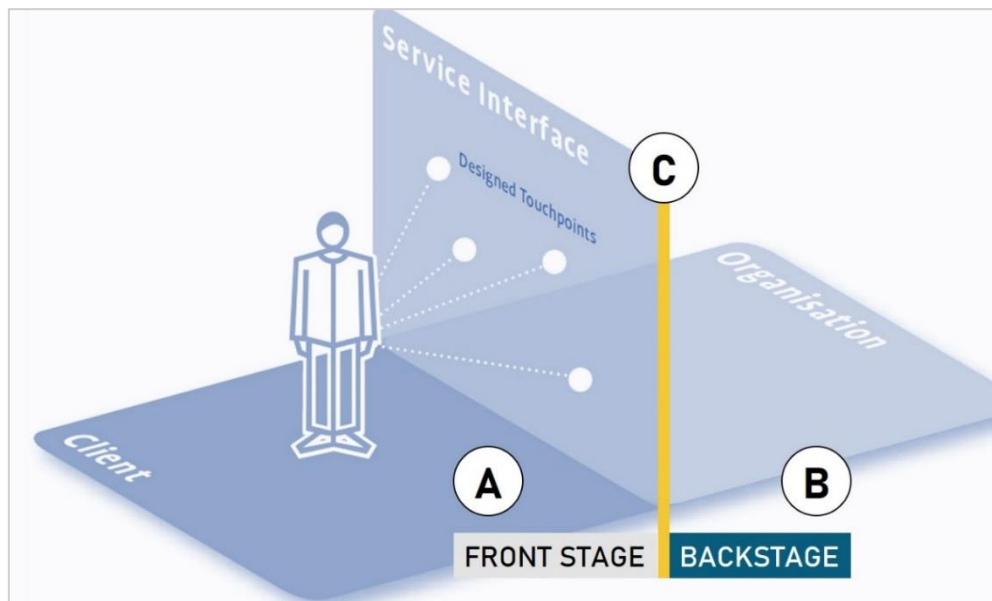 Service Interface
Designed Touchpoints
C
Organisation
Client
A
B
FRONT STAGE
BACKSTAGE